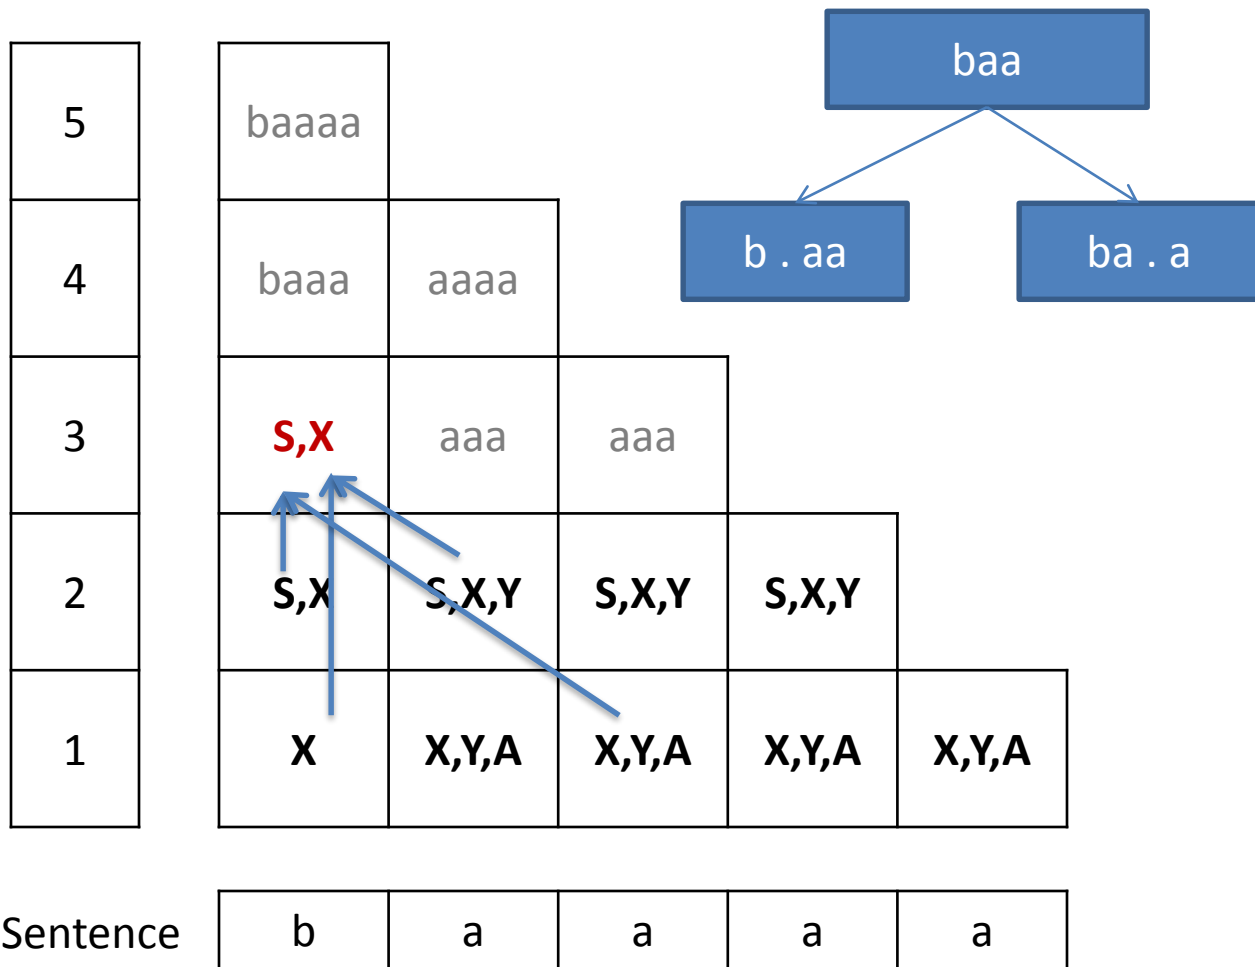 baa
b . aa
ba . a
5
baaaa
4
baaa
aaaa
3
S,X
aaa
aaa
2
S,X
S,X,Y
S,X,Y
S,X,Y
1
X
X,Y,A
X,Y,A
X,Y,A
X,Y,A
Sentence
b
a
a
a
a